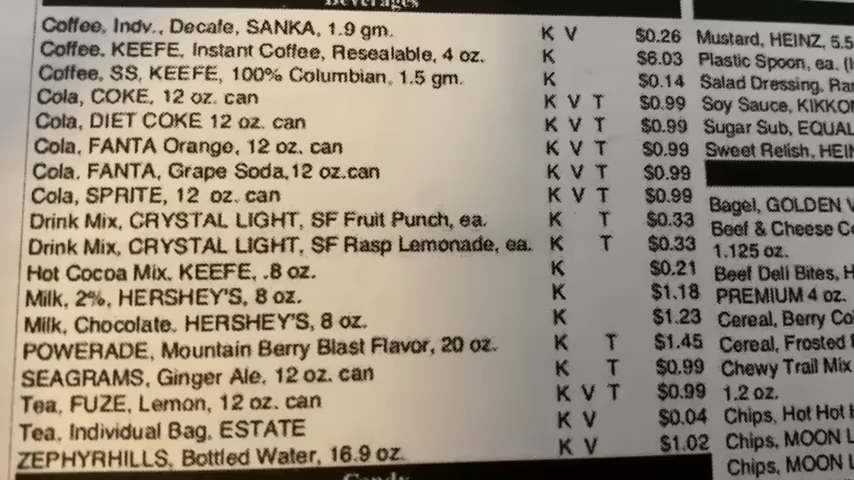 Beverages
Coffee, Indv., Decafe, SANKA, 1.9 gm. K V $0.26
Coffee, KEEFE, Instant Coffee, Resealable, 4 oz. K $6.03
Coffee, SS, KEEFE, 100% Columbian, 1.5 gm. K $0.14
Cola, COKE, 12 oz. can K V T $0.99
Cola, DIET COKE 12 oz. can K V T $0.99
Cola, FANTA Orange, 12 oz. can K V T $0.99
Cola, FANTA, Grape Soda,12 oz.can K V T $0.99
Cola, SPRITE, 12 oz. can K V T $0.99
Drink Mix, CRYSTAL LIGHT, SF Fruit Punch, ea. K T $0.33
Drink Mix, CRYSTAL LIGHT, SF Rasp Lemonade, ea. K T $0.33
Hot Cocoa Mix, KEEFE, .8 oz. K $0.21
Milk, 2%, HERSHEY'S, 8 oz. K $1.18
Milk, Chocolate, HERSHEY'S, 8 oz. K $1.23
POWERADE, Mountain Berry Blast Flavor, 20 oz. K T $1.45
SEAGRAMS, Ginger Ale, 12 oz. can K T $0.99
Tea, FUZE, Lemon, 12 oz. can K V T $0.99
Tea, Individual Bag, ESTATE K V $0.04
ZEPHYRHILLS, Bottled Water, 16.9 oz. K V $1.02
Candy
Mustard, HEINZ, 5.5
Plastic Spoon, ea.
Salad Dressing,
Soy Sauce,
Sugar Sub, EQUAL
Sweet Relish,
Bagel, GOLDEN
Beef & Cheese
1.125 oz.
Beef Deli Bites,
PREMIUM 4 oz.
Cereal, Berry
Cereal, Frosted
Chewy Trail Mix
1.2 oz.
Chips, Hot Hot
Chips, MOON
Chips, MOON